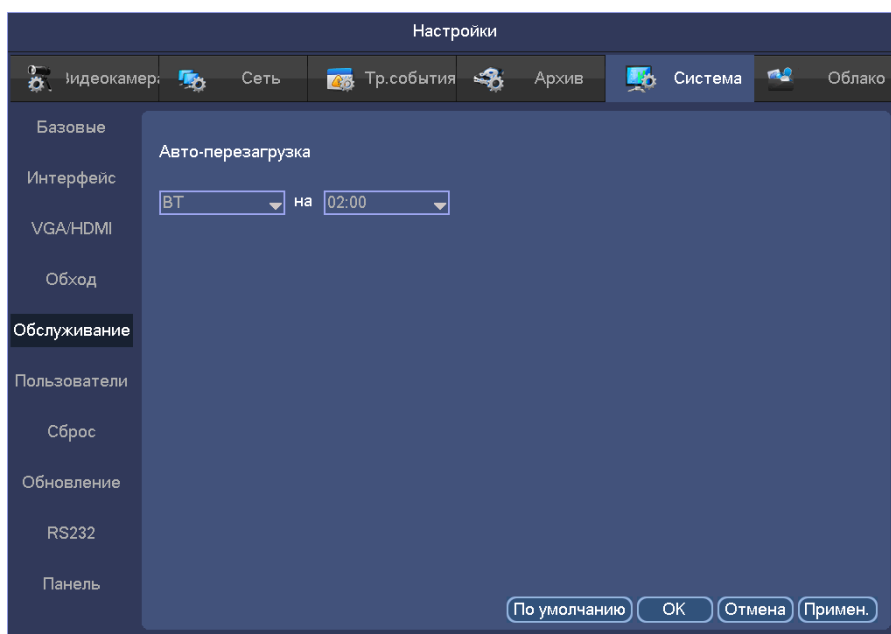 Настройки
Видеокамера Сеть Тр.события Архив Система Облако
Базовые
Интерфейс
VGA/HDMI
Обход
Обслуживание
Пользователи
Сброс
Обновление
RS232
Панель
Авто-перезагрузка
ВТ на 02:00
По умолчанию OK Отмена Примен.